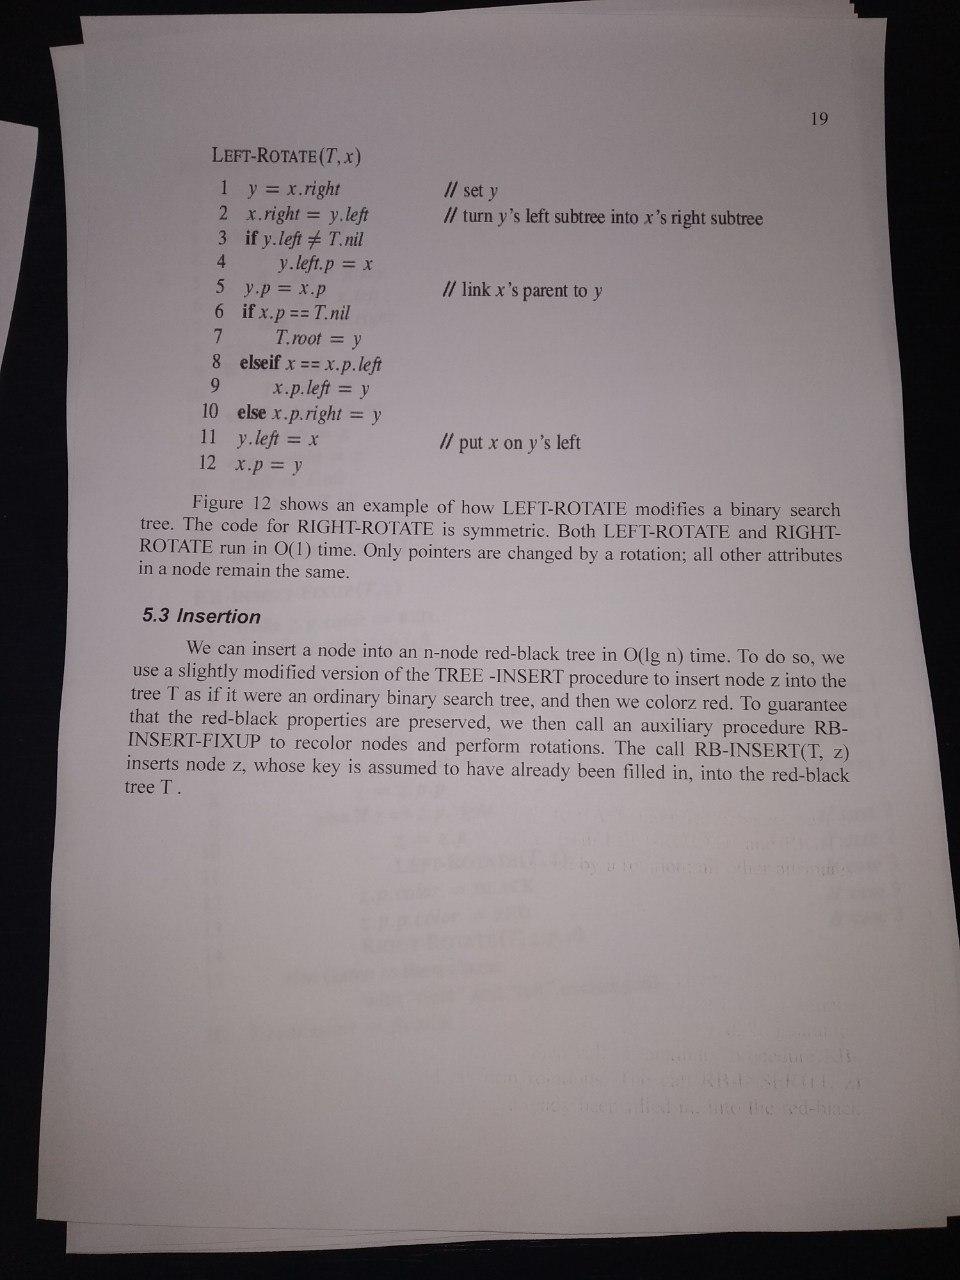 19
LEFT-ROTATE(T, x)
1 y = x.right // set y
2 x.right = y.left // turn y's left subtree into x's right subtree
3 if y.left ≠ T.nil
4 y.left.p = x
5 y.p = x.p // link x's parent to y
6 if x.p == T.nil
7 T.root = y
8 elseif x == x.p.left
9 x.p.left = y
10 else x.p.right = y
11 y.left = x // put x on y's left
12 x.p = y
Figure 12 shows an example of how LEFT-ROTATE modifies a binary search
tree. The code for RIGHT-ROTATE is symmetric. Both LEFT-ROTATE and RIGHT-
ROTATE run in O(1) time. Only pointers are changed by a rotation; all other attributes
in a node remain the same.
5.3 Insertion
We can insert a node into an n-node red-black tree in O(lg n) time. To do so, we
use a slightly modified version of the TREE -INSERT procedure to insert node z into the
tree T as if it were an ordinary binary search tree, and then we colorz red. To guarantee
that the red-black properties are preserved, we then call an auxiliary procedure RB-
INSERT-FIXUP to recolor nodes and perform rotations. The call RB-INSERT(T, z)
inserts node z, whose key is assumed to have already been filled in, into the red-black
tree T .